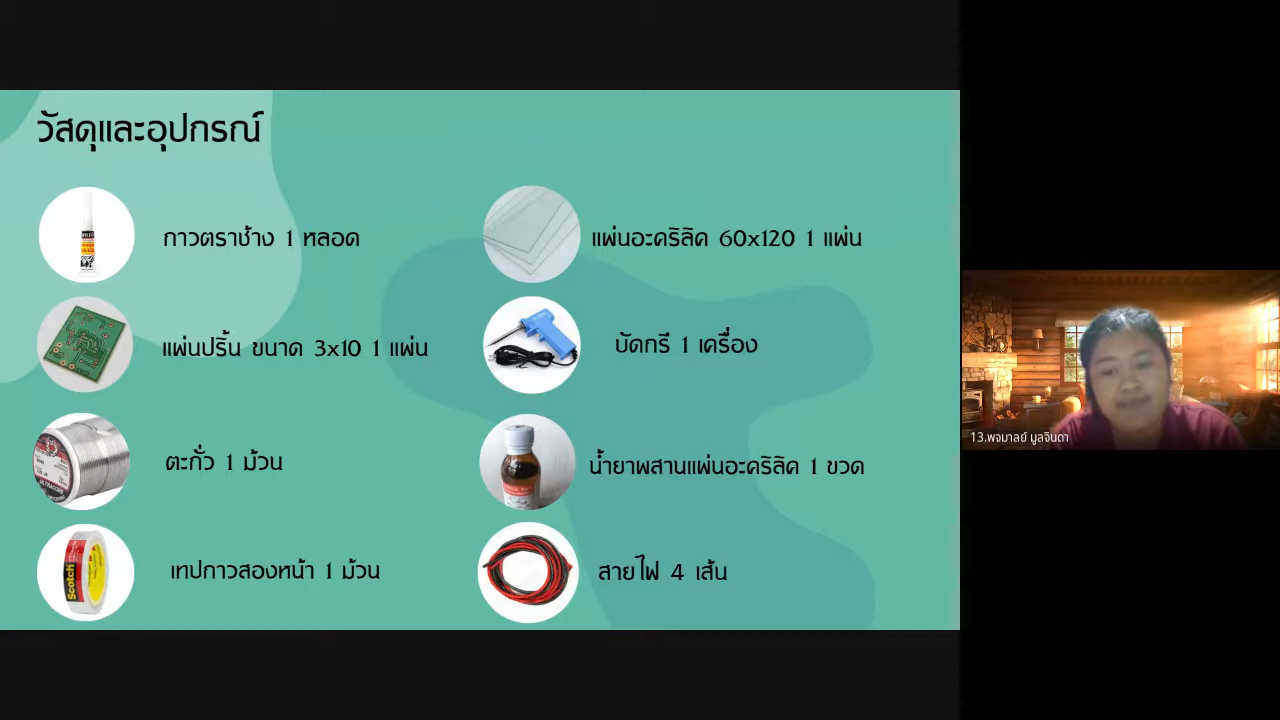 วัสดุและอุปกรณ์
กาวตราช้าง 1 หลอด
แผ่นปริ้น ขนาด 3x10 1 แผ่น
ตะกั่ว 1 ม้วน
Scotch
เทปกาวสองหน้า 1 ม้วน
แผ่นอะคริลิค 60x120 1 แผ่น
บัดกรี 1 เครื่อง
น้ำยาผสานแผ่นอะคริลิค 1 ขวด
สายไฟ 4 เส้น
13.พจมาลย์ มูลจินดา